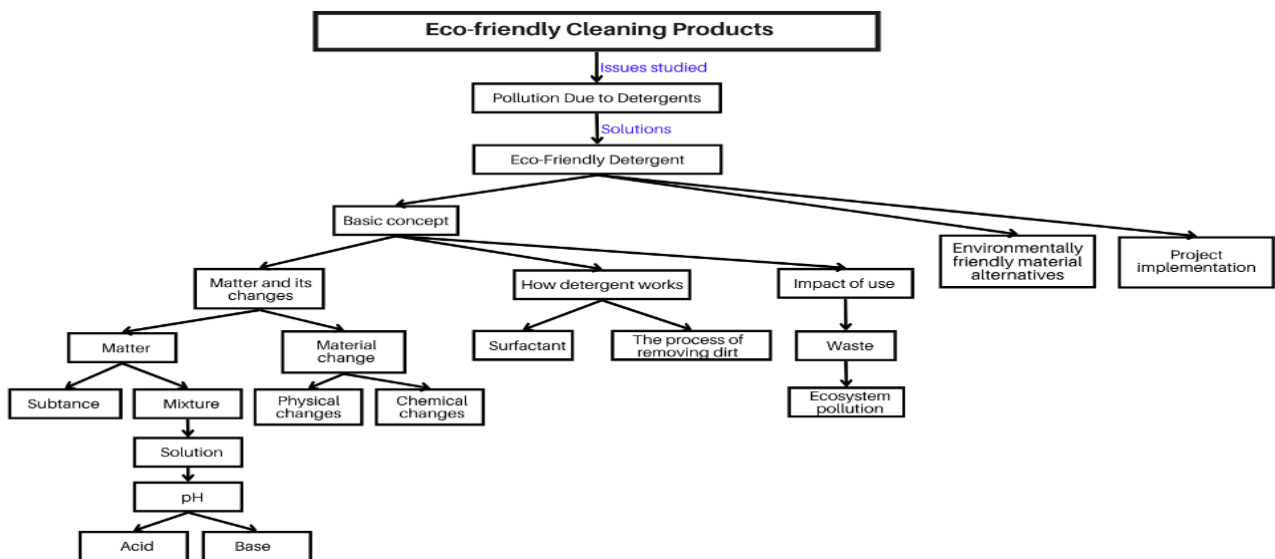 Eco-friendly Cleaning Products
Issues studied
Pollution Due to Detergents
Solutions
Eco-Friendly Detergent
Basic concept
Environmentally
friendly material
alternatives
Project
implementation
Matter and its
changes
How detergent works
Impact of use
Matter
Material
change
Surfactant
The process of
removing dirt
Waste
Subtance
Mixture
Physical
changes
Chemical
changes
Ecosystem
pollution
Solution
pH
Acid
Base